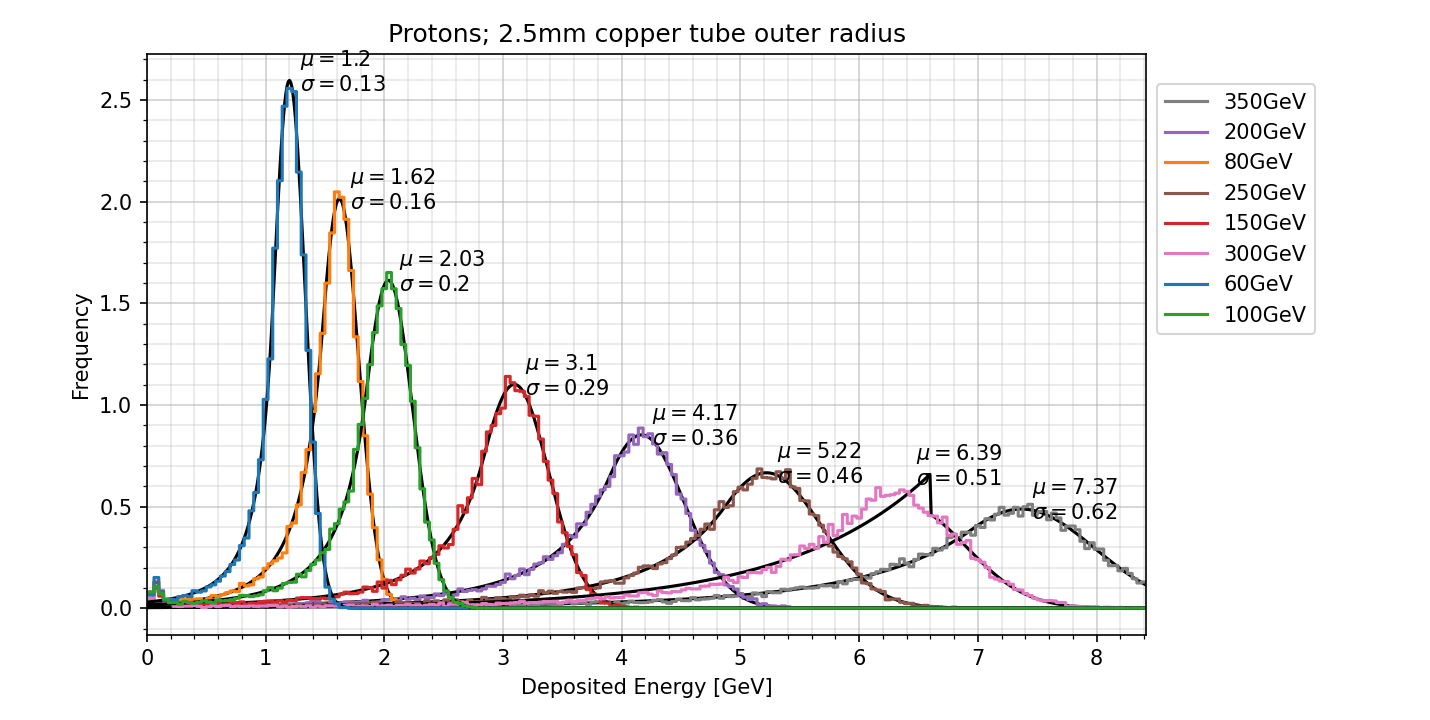 Protons; 2.5mm copper tube outer radius
μ = 1.2
σ = 0.13
μ = 1.62
σ = 0.16
μ = 2.03
σ = 0.2
μ = 3.1
σ = 0.29
μ = 4.17
σ = 0.36
μ = 5.22
σ = 0.46
μ = 6.39
σ = 0.51
μ = 7.37
σ = 0.62
350GeV
200GeV
80GeV
250GeV
150GeV
300GeV
60GeV
100GeV
Frequency
2.5
2.0
1.5
1.0
0.5
0.0
0 1 2 3 4 5 6 7 8
Deposited Energy [GeV]